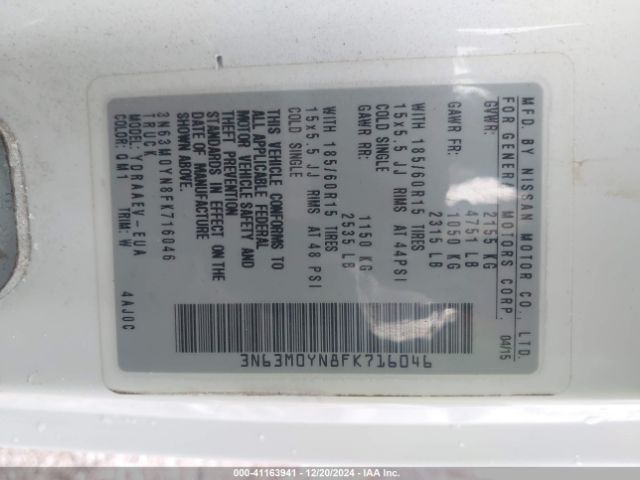 MFD. BY NISSAN MOTOR CO., LTD.
FOR GENERAL MOTORS CORP. 04/15
GVWR: 2155 KG
4751 LB
GAWR FR: 1050 KG
2315 LB
WITH 185/60R15 TIRES
15x5.5 JJ RIMS AT 44PSI
COLD SINGLE
GAWR RR: 1150 KG
2535 LB
WITH 185/60R15 TIRES
15x5.5 JJ RIMS AT 48 PSI
COLD SINGLE
THIS VEHICLE CONFORMS TO
ALL APPLICABLE FEDERAL
MOTOR VEHICLE SAFETY AND
THEFT PREVENTION
STANDARDS IN EFFECT ON THE
DATE OF MANUFACTURE
SHOWN ABOVE.
3N63M0YN8FK716046
TRUCK
MODEL: YDRAAEV-EUA
COLOR: QM1 TRIM: W 4AJ0C
3N63M0YN8FK716046
000-41163941 - 12/20/2024 - IAA Inc.